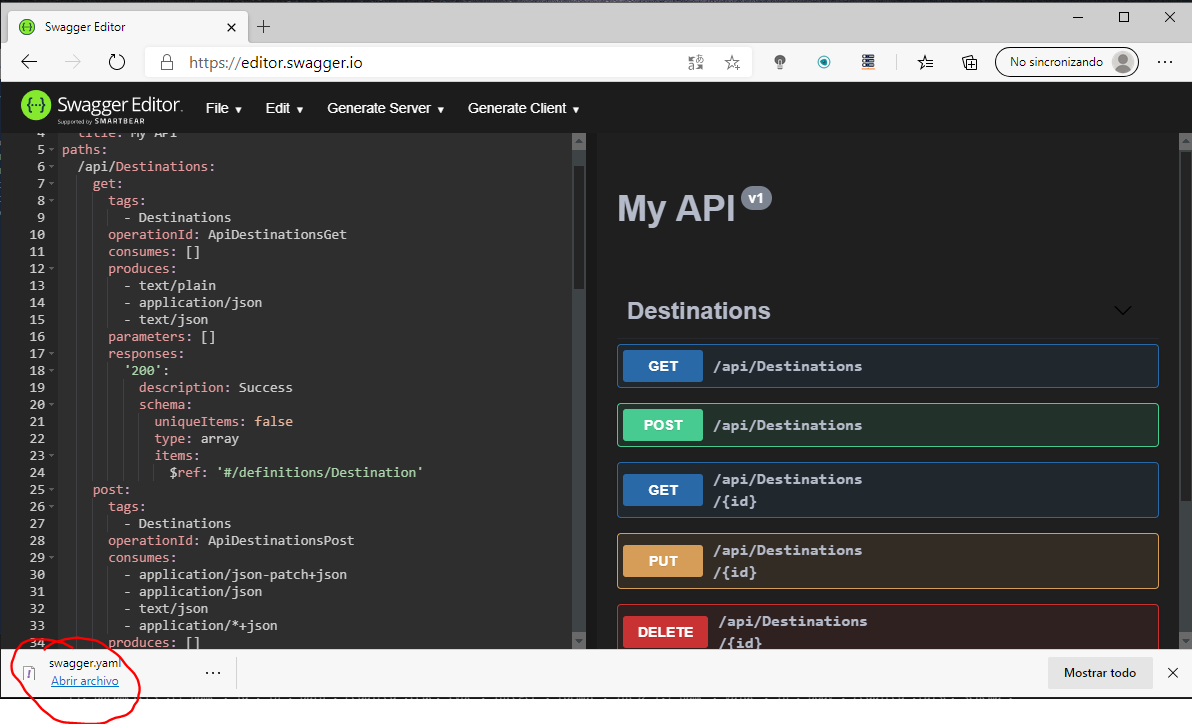 Swagger Editor
https://editor.swagger.io
No sincronizando
Swagger Editor.
Supported by SMARTBEAR
File
Edit
Generate Server
Generate Client
4 title: My API
5 paths:
6 /api/Destinations:
7 get:
8 tags:
9 - Destinations
10 operationId: ApiDestinationsGet
11 consumes: []
12 produces:
13 - text/plain
14 - application/json
15 - text/json
16 parameters: []
17 responses:
18 '200':
19 description: Success
20 schema:
21 uniqueItems: false
22 type: array
23 items:
24 $ref: '#/definitions/Destination'
25 post:
26 tags:
27 - Destinations
28 operationId: ApiDestinationsPost
29 consumes:
30 - application/json-patch+json
31 - application/json
32 - text/json
33 - application/*+json
34 produces: []
My API v1
Destinations
GET /api/Destinations
POST /api/Destinations
GET /api/Destinations
/{id}
PUT /api/Destinations
/{id}
DELETE /api/Destinations
/{id}
swagger.yaml
Abrir archivo
Mostrar todo